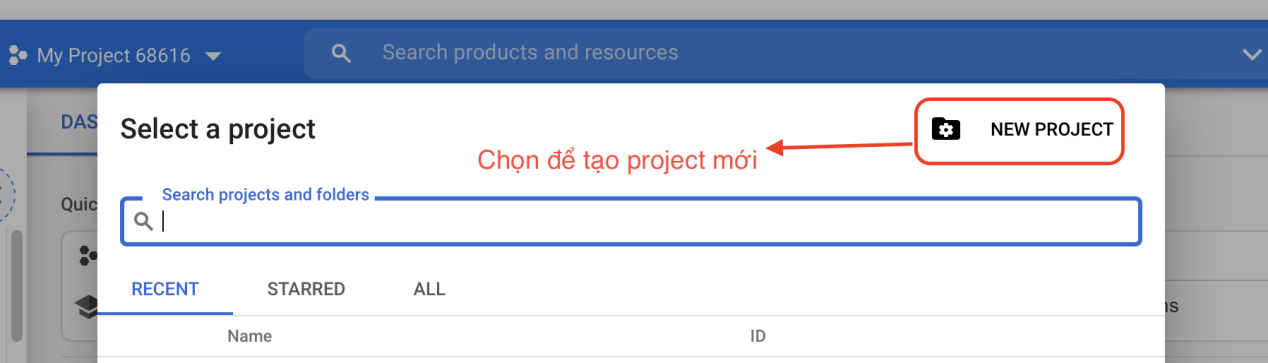 My Project 68616
Search products and resources
DAS
Select a project
NEW PROJECT
Chọn để tạo project mới
Search projects and folders
Quic
RECENT
STARRED
ALL
ns
Name
ID